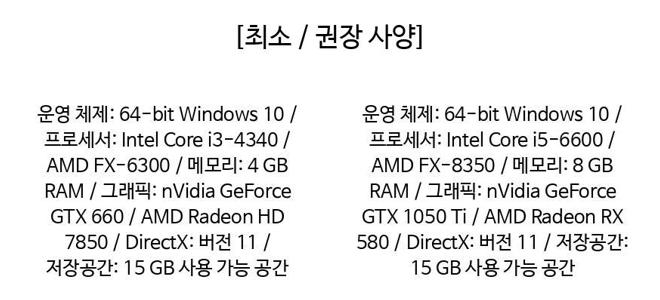 [최소 / 권장 사양]
운영 체제: 64-bit Windows 10 /
프로세서: Intel Core i3-4340 /
AMD FX-6300 / 메모리: 4 GB
RAM / 그래픽: nVidia GeForce
GTX 660 / AMD Radeon HD
7850 / DirectX: 버전 11 /
저장공간: 15 GB 사용 가능 공간
운영 체제: 64-bit Windows 10 /
프로세서: Intel Core i5-6600 /
AMD FX-8350 / 메모리: 8 GB
RAM / 그래픽: nVidia GeForce
GTX 1050 Ti / AMD Radeon RX
580 / DirectX: 버전 11 / 저장공간:
15 GB 사용 가능 공간